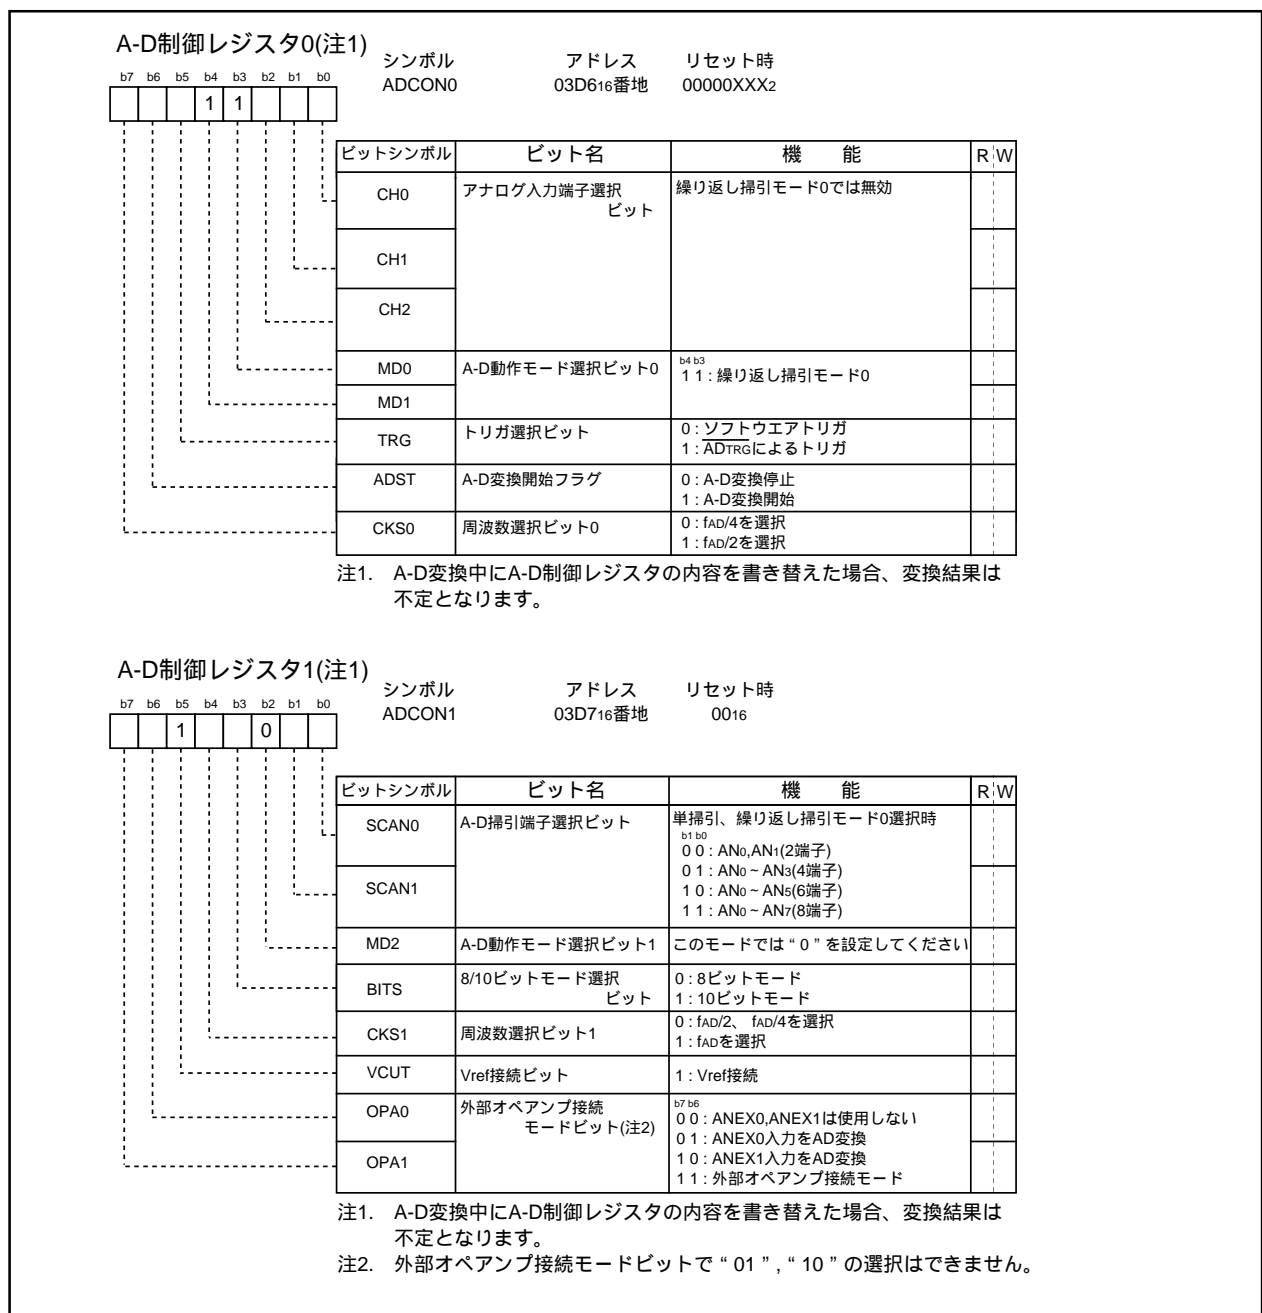 A-D制御レジスタ0(注1)
シンボル アドレス リセット時
ADCON0 03D616番地 00000XXX2
b7 b6 b5 b4 b3 b2 b1 b0
1 1
ビットシンボル ビット名 機 能 R W
CH0 アナログ入力端子選択 繰り返し掃引モード0では無効
ビット
CH1
CH2
MD0 A-D動作モード選択ビット0 b4 b3
1 1 : 繰り返し掃引モード0
MD1
TRG トリガ選択ビット 0 : ソフトウエアトリガ
1 : ADTRGによるトリガ
ADST A-D変換開始フラグ 0 : A-D変換停止
1 : A-D変換開始
CKS0 周波数選択ビット0 0 : fAD/4を選択
1 : fAD/2を選択
注1. A-D変換中にA-D制御レジスタの内容を書き替えた場合、変換結果は
不定となります。
A-D制御レジスタ1(注1)
シンボル アドレス リセット時
ADCON1 03D716番地 0016
b7 b6 b5 b4 b3 b2 b1 b0
1 0
ビットシンボル ビット名 機 能 R W
SCAN0 A-D掃引端子選択ビット 単掃引、繰り返し掃引モード0選択時
b1 b0
0 0 : AN0,AN1(2端子)
0 1 : AN0 ~ AN3(4端子)
SCAN1 1 0 : AN0 ~ AN5(6端子)
1 1 : AN0 ~ AN7(8端子)
MD2 A-D動作モード選択ビット1 このモードでは “ 0 ” を設定してください
BITS 8/10ビットモード選択 0 : 8ビットモード
ビット 1 : 10ビットモード
CKS1 周波数選択ビット1 0 : fAD/2、 fAD/4を選択
1 : fADを選択
VCUT Vref接続ビット 1 : Vref接続
OPA0 外部オペアンプ接続 b7 b6
モードビット(注2) 0 0 : ANEX0,ANEX1は使用しない
0 1 : ANEX0入力をAD変換
OPA1 1 0 : ANEX1入力をAD変換
1 1 : 外部オペアンプ接続モード
注1. A-D変換中にA-D制御レジスタの内容を書き替えた場合、変換結果は
不定となります。
注2. 外部オペアンプ接続モードビットで “ 01 ” , “ 10 ” の選択はできません。